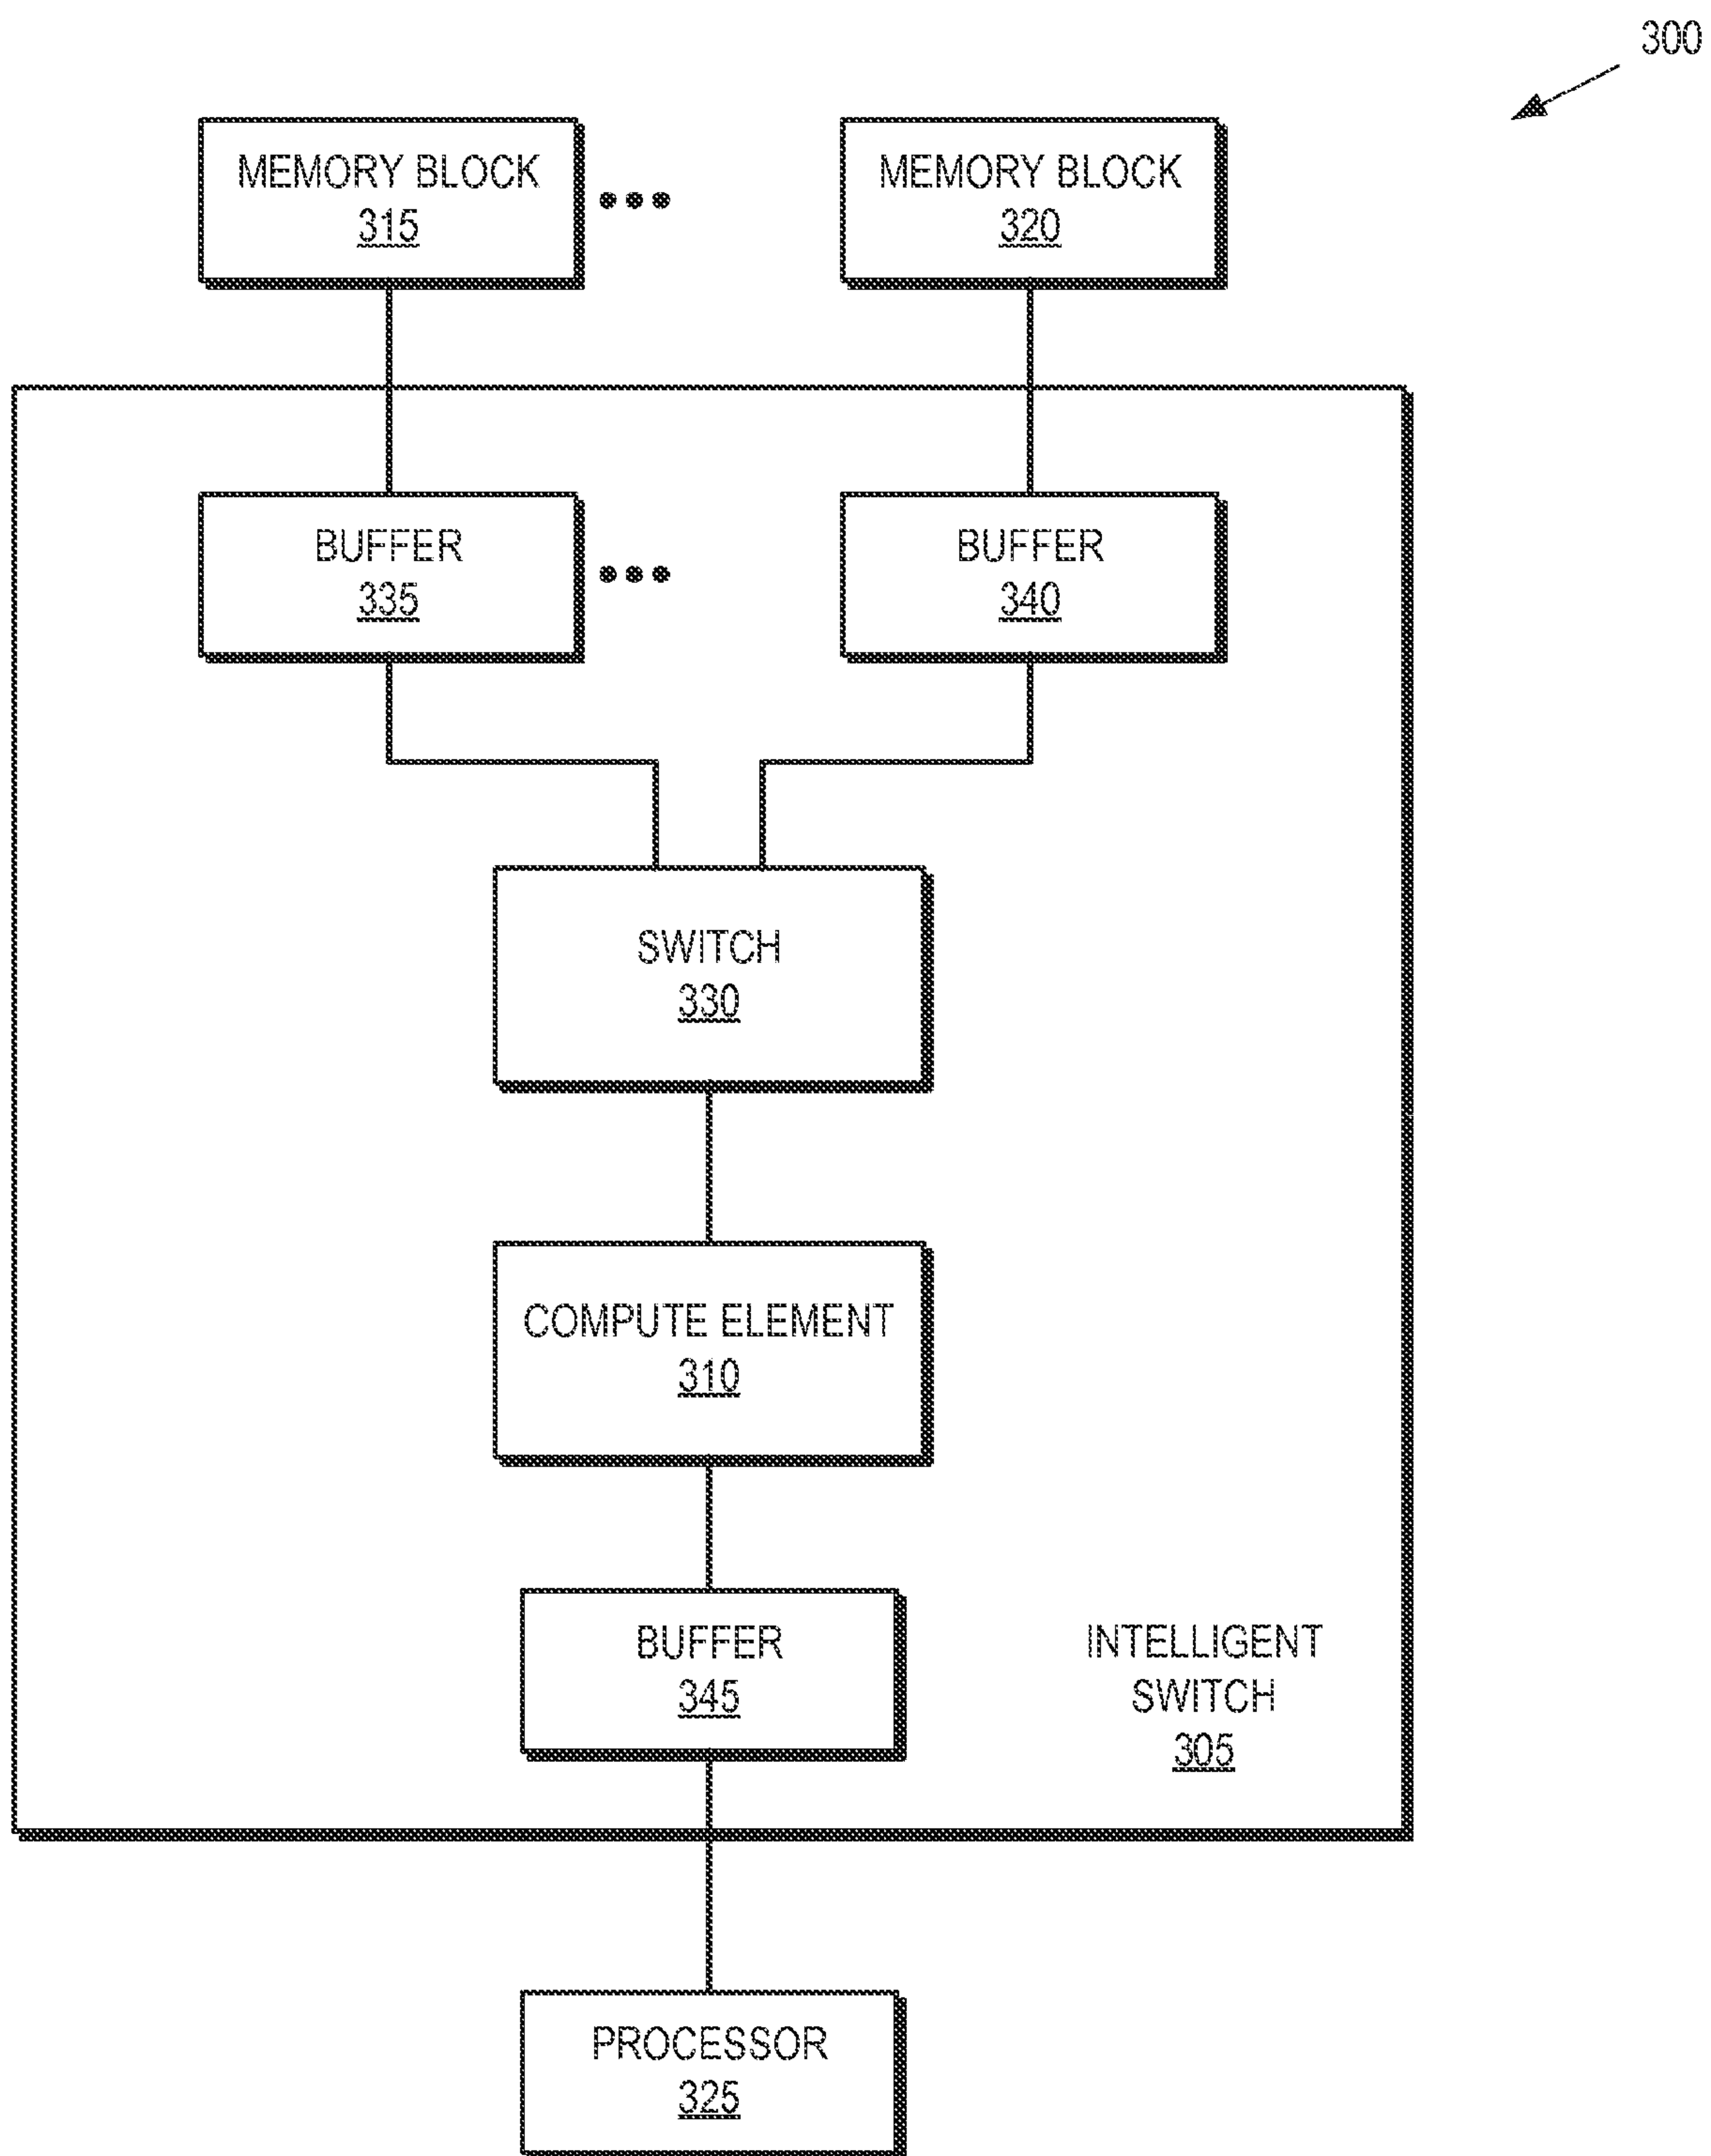 300
MEMORY BLOCK
315
MEMORY BLOCK
320
BUFFER
335
BUFFER
340
SWITCH
330
COMPUTE ELEMENT
310
BUFFER
345
INTELLIGENT
SWITCH
305
PROCESSOR
325